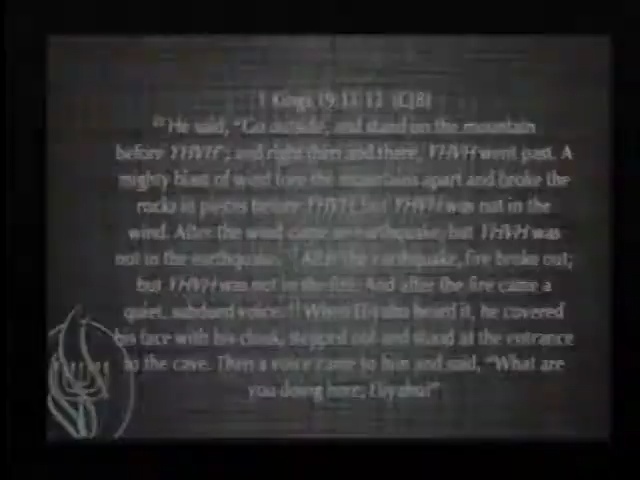 1 Kings 19:11-13 (CJB)
11 He said, "Go outside, and stand on the mountain
before YHVH"; and right then and there, YHVH went past. A
mighty blast of wind tore the mountains apart and broke the
rocks in pieces before YHVH, but YHVH was not in the
wind. After the wind came an earthquake, but YHVH was
not in the earthquake. 12 After the earthquake, fire broke out;
but YHVH was not in the fire. And after the fire came a
quiet, subdued voice. 13 When Eliyahu heard it, he covered
his face with his cloak, stepped out and stood at the entrance
to the cave. Then a voice came to him and said, "What are
you doing here, Eliyahu?"